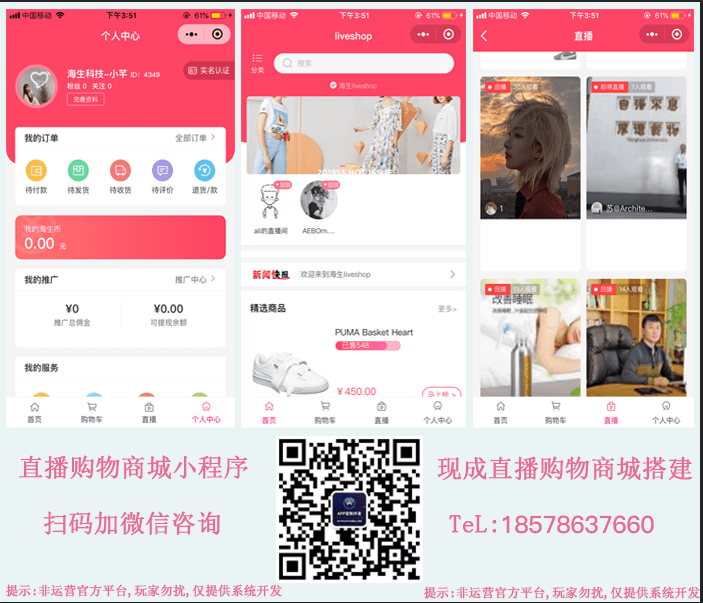 中国移动 下午3:51 61%
个人中心
海生科技-小芊 ID: 4349
粉丝 0 关注 0
完善资料
实名认证
我的订单 全部订单 >
待付款 待发货 待收货 待评价 退货/款
我的海生币
0.00 元
我的推广 推广中心 >
¥0 ¥0.00
推广总佣金 可提现余额
我的服务
首页 购物车 直播 个人中心
中国移动 下午3:51 61%
liveshop
分类 搜索
海生liveshop
回放 回放
ali的直播间 AEBOm....
新闻快报 欢迎来到海生liveshop
精选商品 更多>
PUMA Basket Heart
已售548
¥450.00
马上抢 >
首页 购物车 直播 个人中心
中国移动 下午3:51 61%
直播
回播 20人观看 即将直播 7人观看
自强不息
厚德载物
Tsinghua University
1 苏@Archite...
回播 12人观看 回播 14人观看
改善睡眠
首页 购物车 直播 个人中心
直播购物商城小程序
扫码加微信咨询
现成直播购物商城搭建
TeL:18578637660
提示:非运营官方平台,玩家勿扰,仅提供系统开发
提示:非运营官方平台,玩家勿扰,仅提供系统开发